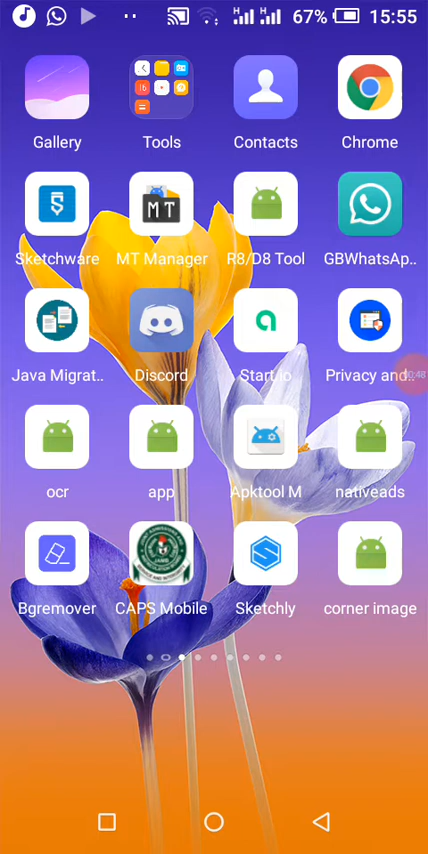 67% 15:55
Gallery Tools Contacts Chrome
Sketchware MT Manager R8/D8 Tool GBWhatsAp..
Java Migrat.. Discord Start.io Privacy and..
ocr app Apktool M nativeads
Bgremover CAPS Mobile Sketchly corner image